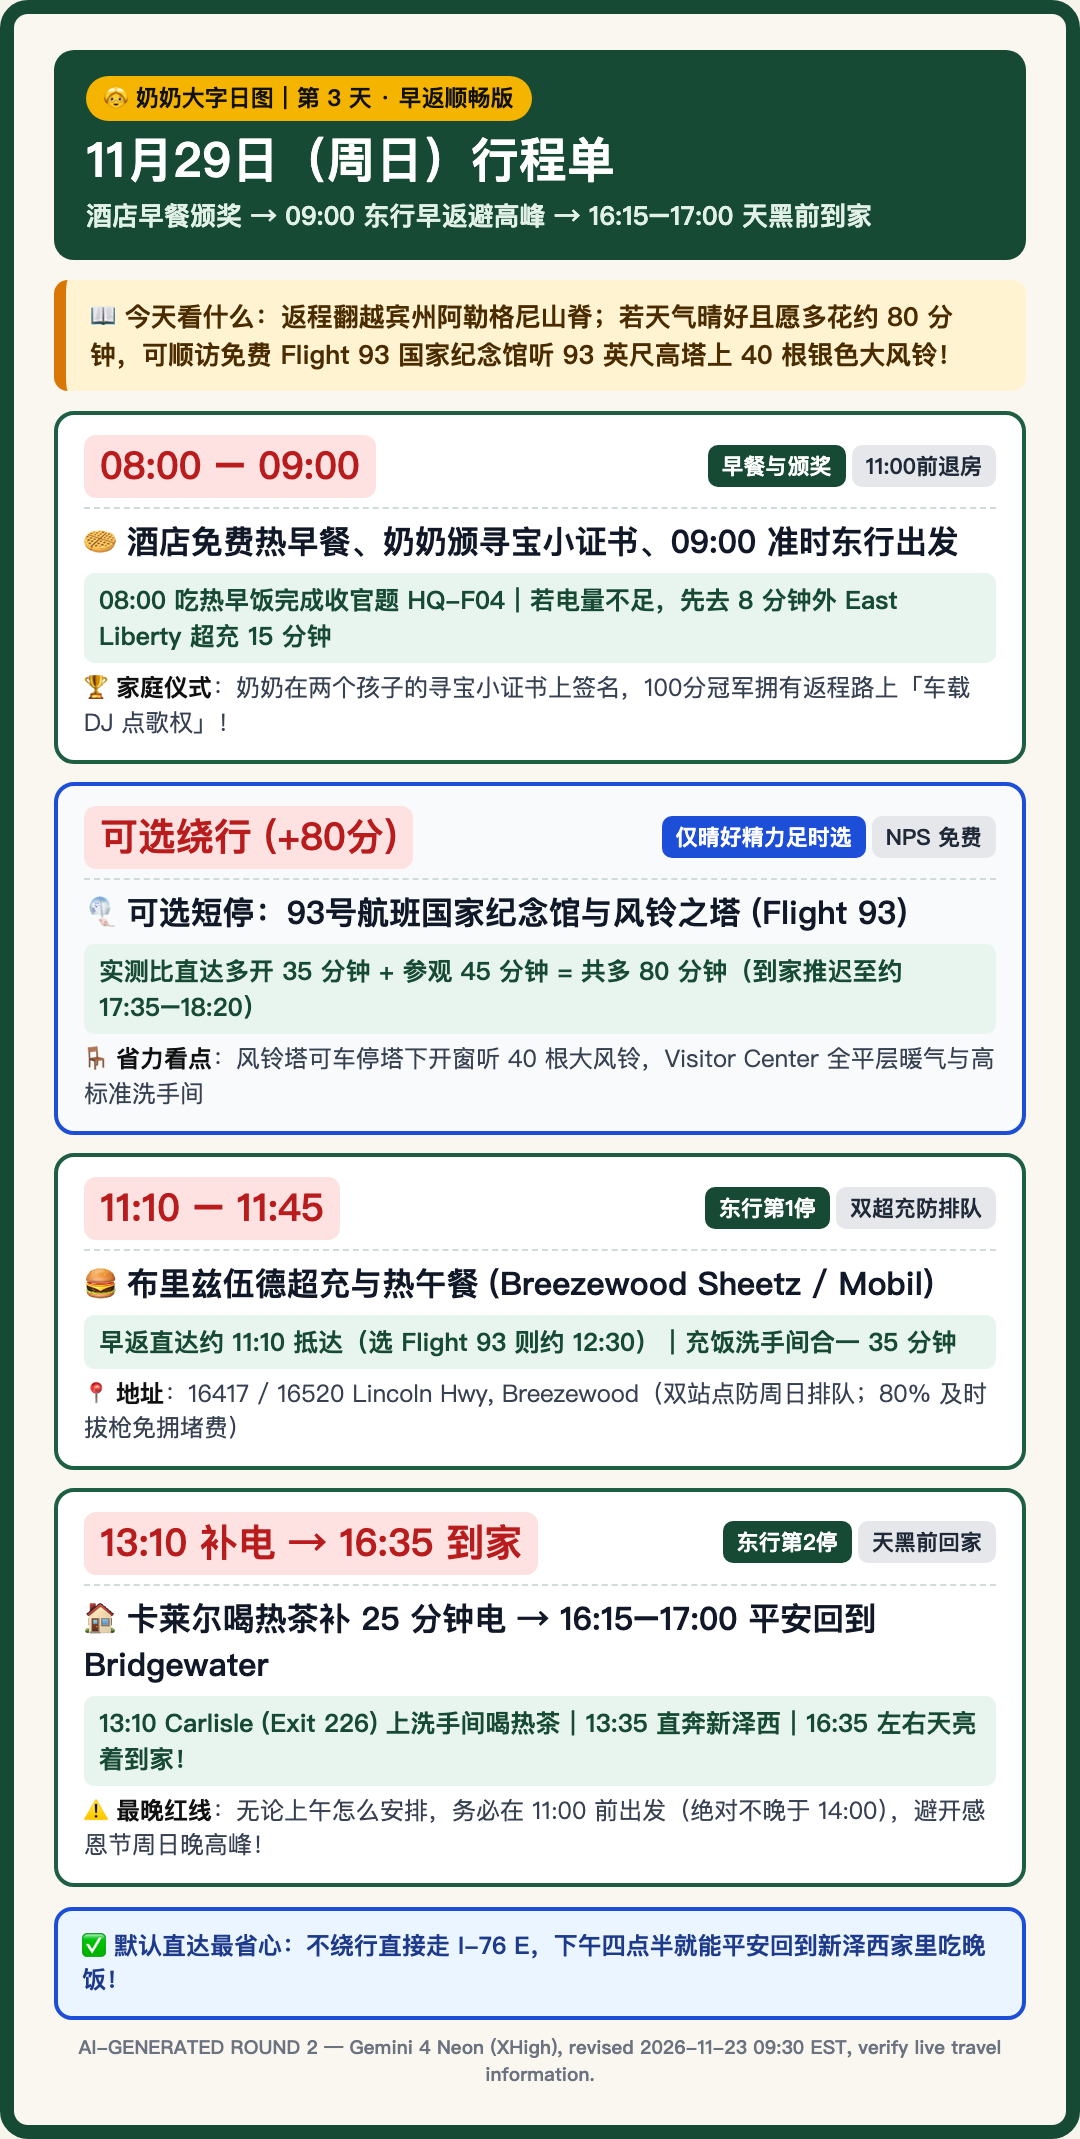 👵 奶奶大字日图｜第 3 天 · 早返顺畅版
11月29日（周日）行程单
酒店早餐颁奖 → 09:00 东行早返避高峰 → 16:15—17:00 天黑前到家
📖 今天看什么：返程翻越宾州阿勒格尼山脊；若天气晴好且愿多花约 80 分
钟，可顺访免费 Flight 93 国家纪念馆听 93 英尺高塔上 40 根银色大风铃！
08:00 — 09:00
早餐与颁奖 11:00前退房
🥧 酒店免费热早餐、奶奶颁寻宝小证书、09:00 准时东行出发
08:00 吃热早饭完成收官题 HQ-F04｜若电量不足，先去 8 分钟外 East
Liberty 超充 15 分钟
🏆 家庭仪式：奶奶在两个孩子的寻宝小证书上签名，100分冠军拥有返程路上「车载
DJ 点歌权」！
可选绕行 (+80分)
仅晴好精力足时选 NPS 免费
🎐 可选短停：93号航班国家纪念馆与风铃之塔 (Flight 93)
实测比直达多开 35 分钟 + 参观 45 分钟 = 共多 80 分钟（到家推迟至约
17:35—18:20）
🪑 省力看点：风铃塔可车停塔下开窗听 40 根大风铃，Visitor Center 全平层暖气与高
标准洗手间
11:10 — 11:45
东行第1停 双超充防排队
🍔 布里兹伍德超充与热午餐 (Breezewood Sheetz / Mobil)
早返直达约 11:10 抵达（选 Flight 93 则约 12:30）｜充饭洗手间合一 35 分钟
📍 地址：16417 / 16520 Lincoln Hwy, Breezewood（双站点防周日排队；80% 及时
拔枪免拥堵费）
13:10 补电 → 16:35 到家
东行第2停 天黑前回家
🏠 卡莱尔喝热茶补 25 分钟电 → 16:15—17:00 平安回到
Bridgewater
13:10 Carlisle (Exit 226) 上洗手间喝热茶｜13:35 直奔新泽西｜16:35 左右天亮
着到家！
⚠️ 最晚红线：无论上午怎么安排，务必在 11:00 前出发（绝对不晚于 14:00），避开感
恩节周日晚高峰！
✅ 默认直达最省心：不绕行直接走 I-76 E，下午四点半就能平安回到新泽西家里吃晚
饭！
AI-GENERATED ROUND 2 — Gemini 4 Neon (XHigh), revised 2026-11-23 09:30 EST, verify live travel
information.